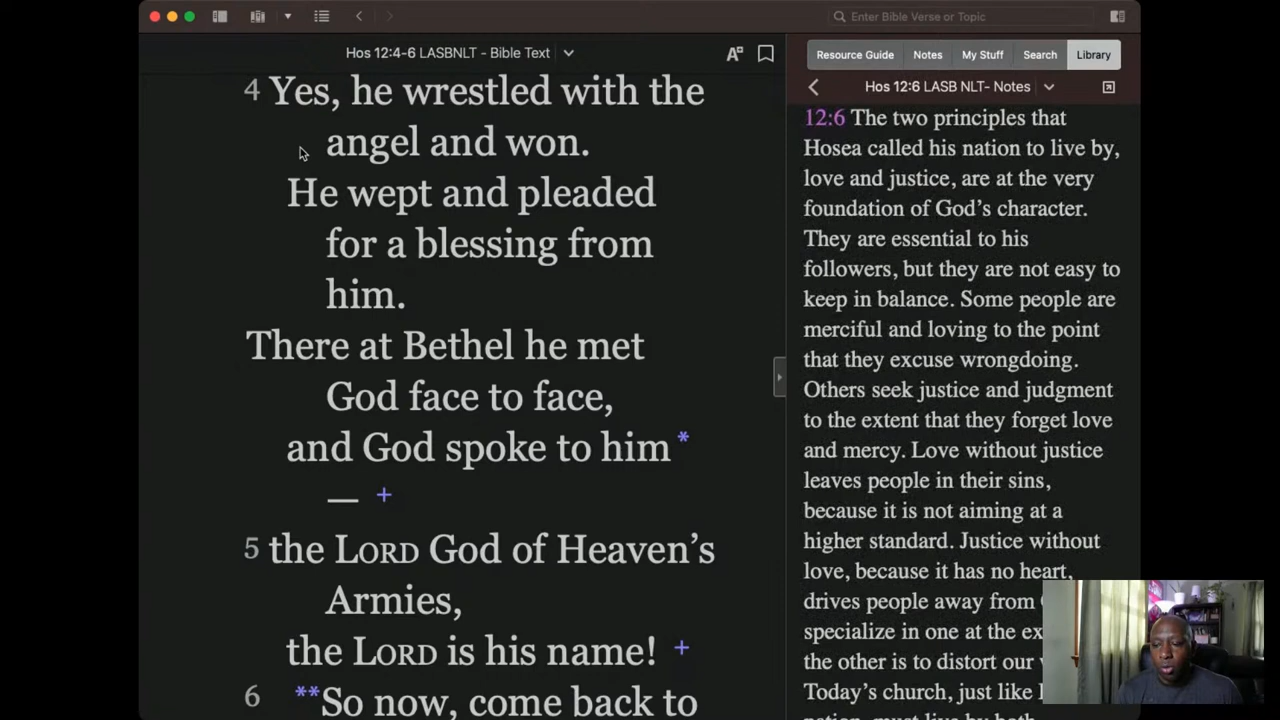 Enter Bible Verse or Topic
Hos 12:4-6 LASBNLT - Bible Text
4 Yes, he wrestled with the
angel and won.
He wept and pleaded
for a blessing from
him.
There at Bethel he met
God face to face,
and God spoke to him*
— +
5 the LORD God of Heaven's
Armies,
the LORD is his name! +
6 **So now, come back to
Resource Guide Notes My Stuff Search Library
Hos 12:6 LASB NLT- Notes
12:6 The two principles that
Hosea called his nation to live by,
love and justice, are at the very
foundation of God's character.
They are essential to his
followers, but they are not easy to
keep in balance. Some people are
merciful and loving to the point
that they excuse wrongdoing.
Others seek justice and judgment
to the extent that they forget love
and mercy. Love without justice
leaves people in their sins,
because it is not aiming at a
higher standard. Justice without
love, because it has no heart,
drives people away from
specialize in one at the
the other is to distort our
Today's church, just like